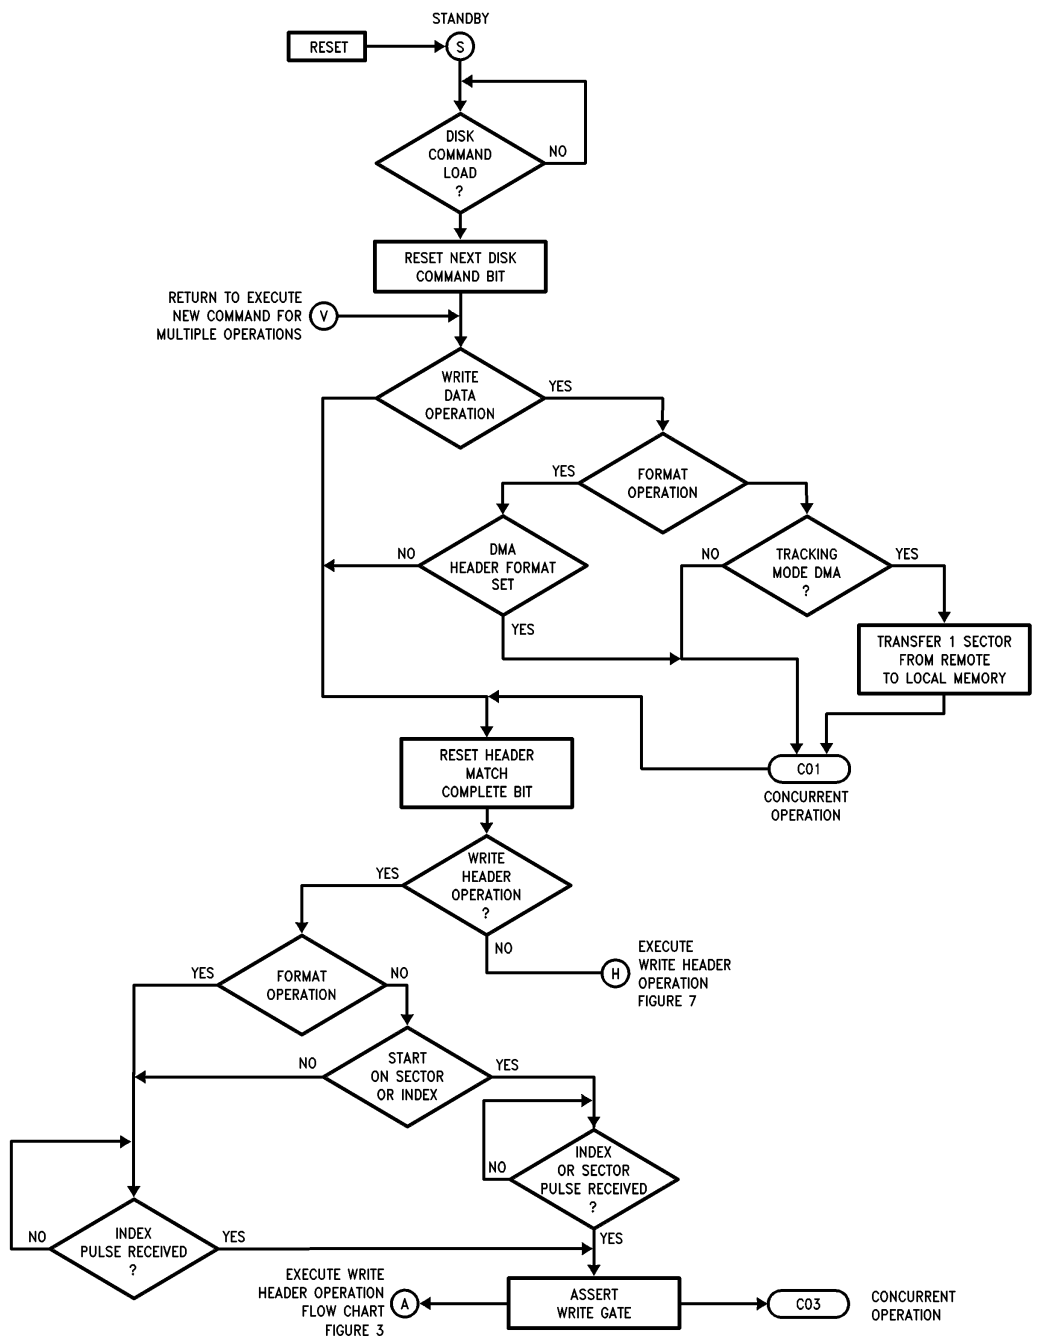 STANDBY
RESET
S
DISK
COMMAND
LOAD
?
NO
RESET NEXT DISK
COMMAND BIT
RETURN TO EXECUTE
NEW COMMAND FOR
MULTIPLE OPERATIONS
V
WRITE
DATA
OPERATION
YES
FORMAT
OPERATION
YES
DMA
HEADER FORMAT
SET
NO
YES
TRACKING
MODE DMA
?
NO
YES
TRANSFER 1 SECTOR
FROM REMOTE
TO LOCAL MEMORY
CO1
CONCURRENT
OPERATION
RESET HEADER
MATCH
COMPLETE BIT
WRITE
HEADER
OPERATION
?
YES
NO
H
EXECUTE
WRITE HEADER
OPERATION
FIGURE 7
FORMAT
OPERATION
YES
NO
START
ON SECTOR
OR INDEX
NO
YES
INDEX
OR SECTOR
PULSE RECEIVED
?
NO
YES
INDEX
PULSE RECEIVED
?
NO
YES
EXECUTE WRITE
HEADER OPERATION
FLOW CHART
FIGURE 3
A
ASSERT
WRITE GATE
CO3
CONCURRENT
OPERATION